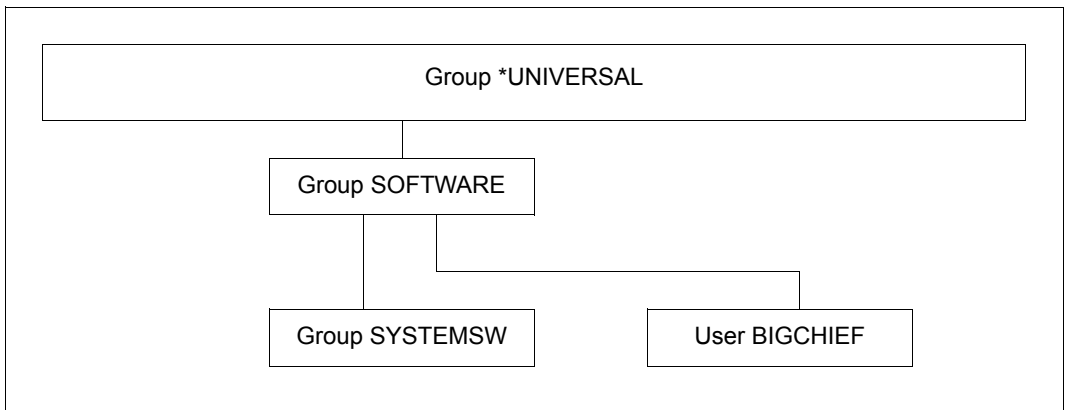 Group *UNIVERSAL
Group SOFTWARE
Group SYSTEMSW
User BIGCHIEF